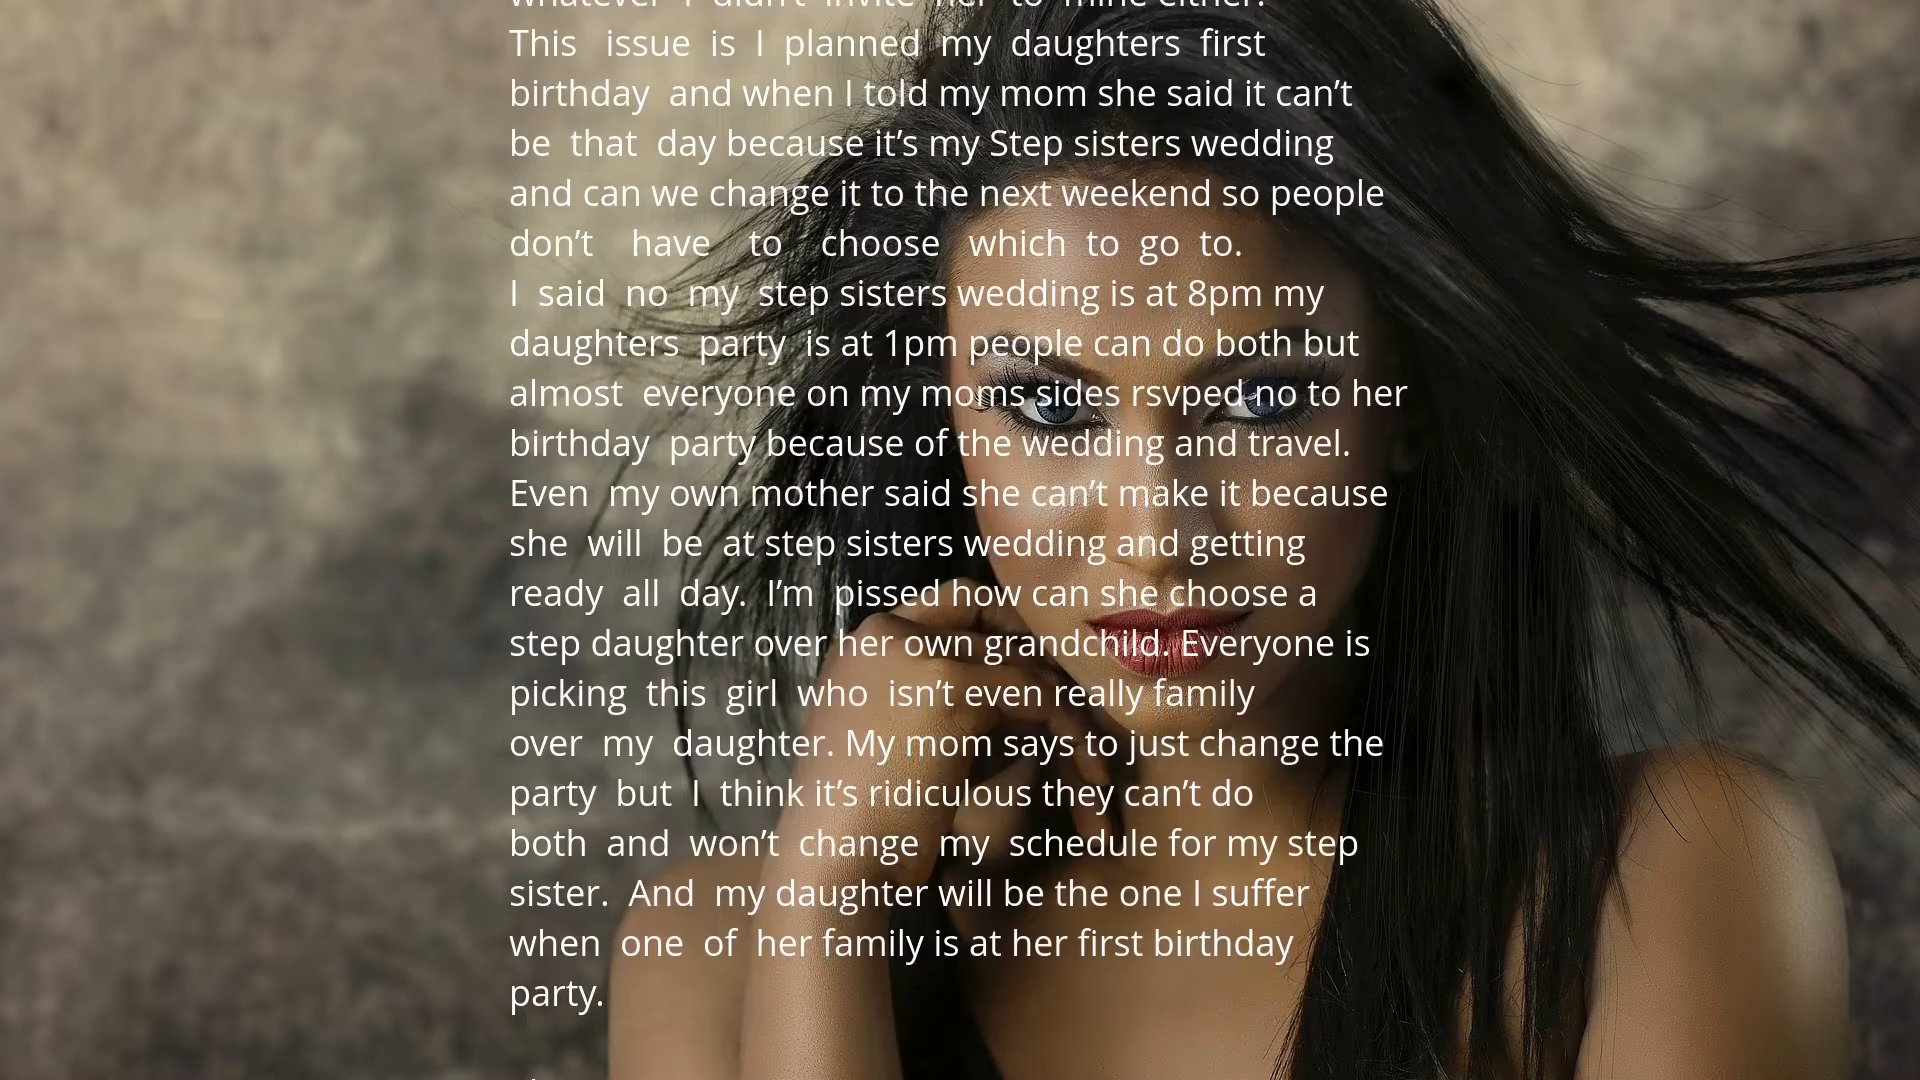 whatever I didn't invite her to mine either.
This issue is I planned my daughters first
birthday and when I told my mom she said it can’t
be that day because it’s my Step sisters wedding
and can we change it to the next weekend so people
don’t have to choose which to go to.
I said no my step sisters wedding is at 8pm my
daughters party is at 1pm people can do both but
almost everyone on my moms sides rsvped no to her
birthday party because of the wedding and travel.
Even my own mother said she can’t make it because
she will be at step sisters wedding and getting
ready all day. I’m pissed how can she choose a
step daughter over her own grandchild. Everyone is
picking this girl who isn’t even really family
over my daughter. My mom says to just change the
party but I think it’s ridiculous they can’t do
both and won’t change my schedule for my step
sister. And my daughter will be the one I suffer
when one of her family is at her first birthday
party.